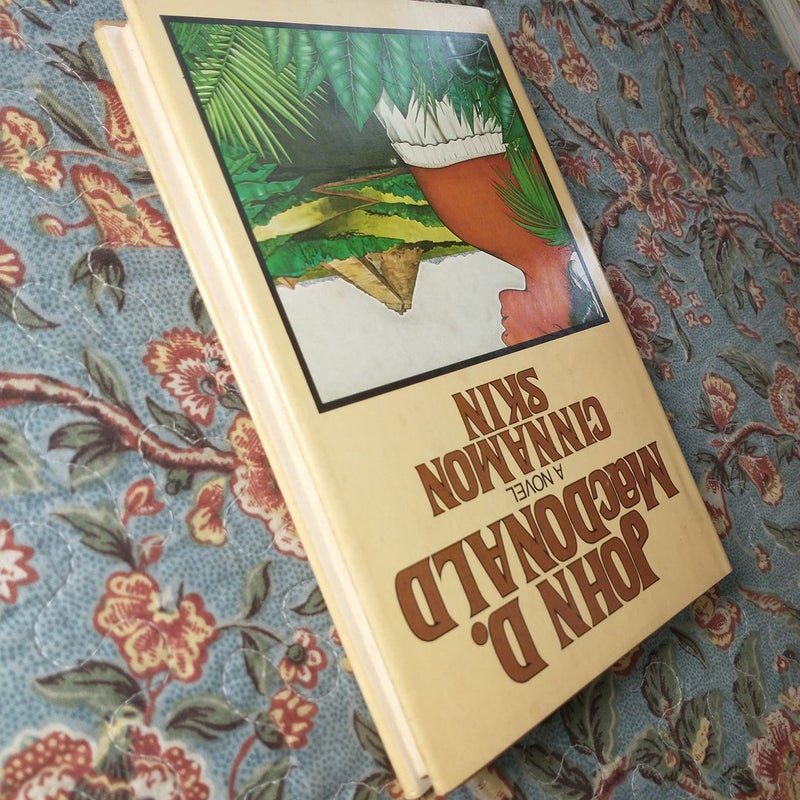 JOHN D.
MacDONALD
A NOVEL
CINNAMON
SKIN